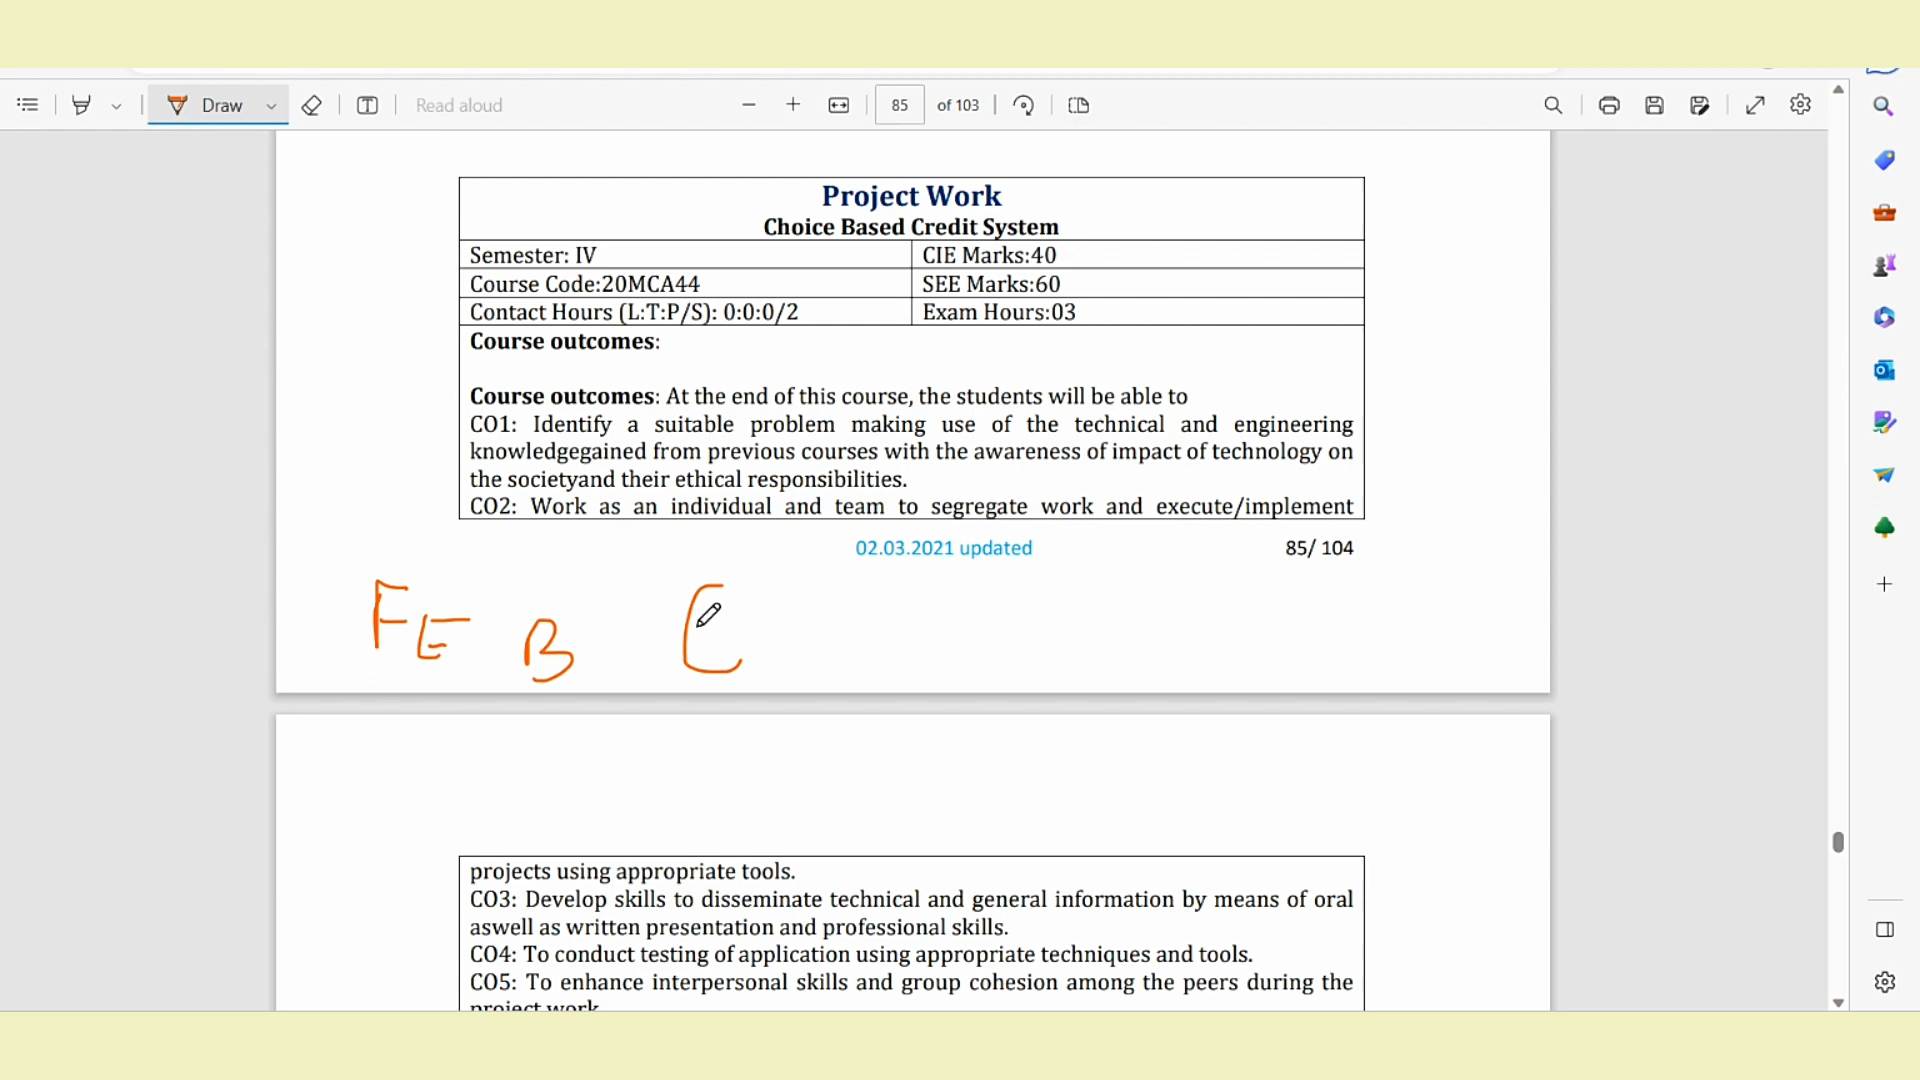 Draw
Read aloud
85 of 103
Project Work
Choice Based Credit System
Semester: IV
CIE Marks:40
Course Code:20MCA44
SEE Marks:60
Contact Hours (L:T:P/S): 0:0:0/2
Exam Hours:03
Course outcomes:
Course outcomes: At the end of this course, the students will be able to
CO1: Identify a suitable problem making use of the technical and engineering
knowledgegained from previous courses with the awareness of impact of technology on
the societyand their ethical responsibilities.
CO2: Work as an individual and team to segregate work and execute/implement
02.03.2021 updated
85/ 104
FEB
projects using appropriate tools.
CO3: Develop skills to disseminate technical and general information by means of oral
aswell as written presentation and professional skills.
CO4: To conduct testing of application using appropriate techniques and tools.
CO5: To enhance interpersonal skills and group cohesion among the peers during the
project work